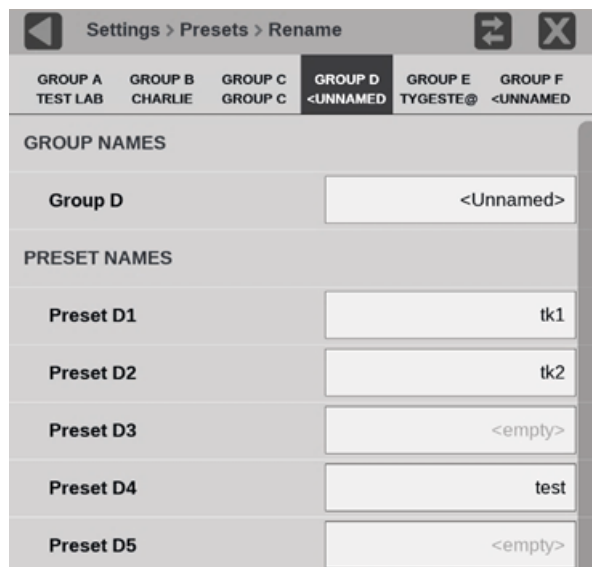 Settings > Presets > Rename
GROUP A GROUP B GROUP C GROUP D GROUP E GROUP F
TEST LAB CHARLIE GROUP C <UNNAMED TYGESTE@ <UNNAMED
GROUP NAMES
Group D <Unnamed>
PRESET NAMES
Preset D1 tk1
Preset D2 tk2
Preset D3 <empty>
Preset D4 test
Preset D5 <empty>